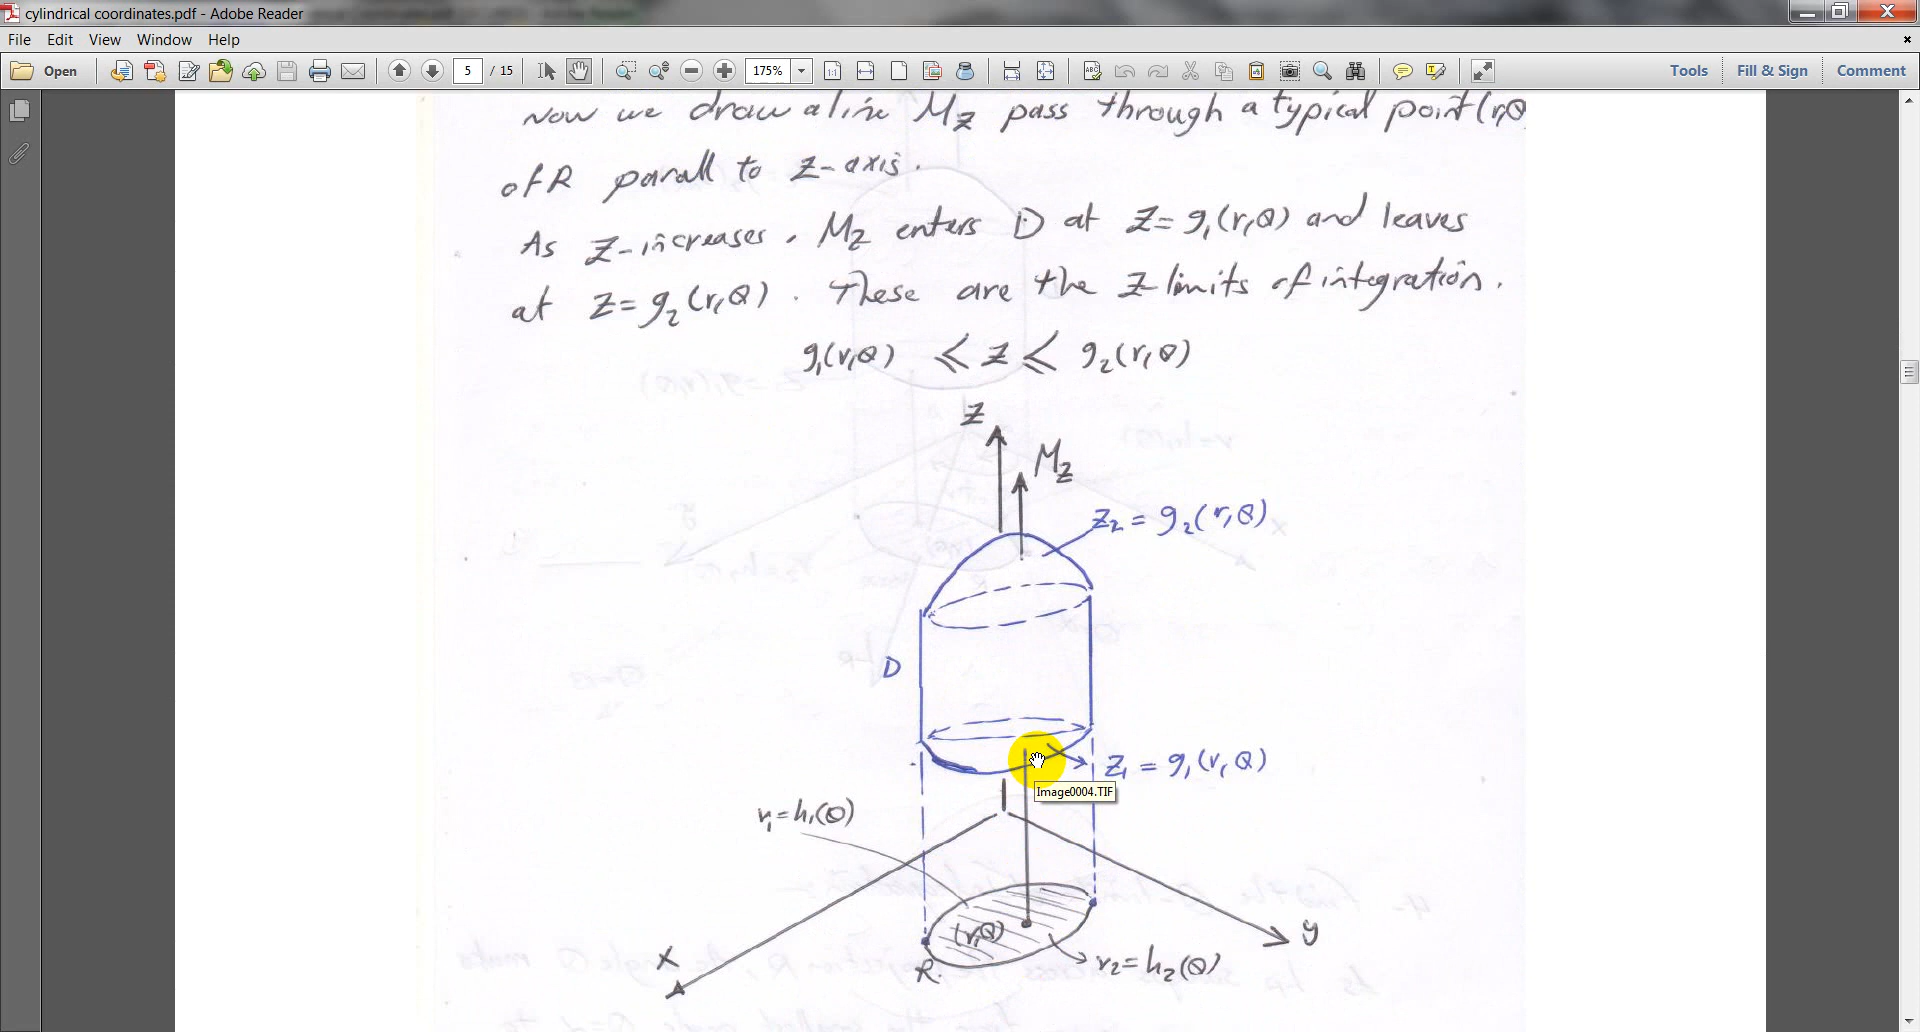 cylindrical coordinates.pdf - Adobe Reader
File Edit View Window Help
Open 5 / 15 175% Tools Fill & Sign Comment
Now we draw a line Mz pass through a typical point (r,θ
of R parall to Z-axis.
As Z-increases, Mz enters D at Z = g₁(r,θ) and leaves
at Z = g₂(r,θ). These are the Z limits of integration.
g₁(r,θ) ≤ Z ≤ g₂(r,θ)
Z
Mz
Z₂ = g₂(r,θ)
D
Z₁ = g₁(r,θ)
Image0004.TIF
r₁ = h₁(θ)
(r,θ)
y
X
R.
r₂ = h₂(θ)